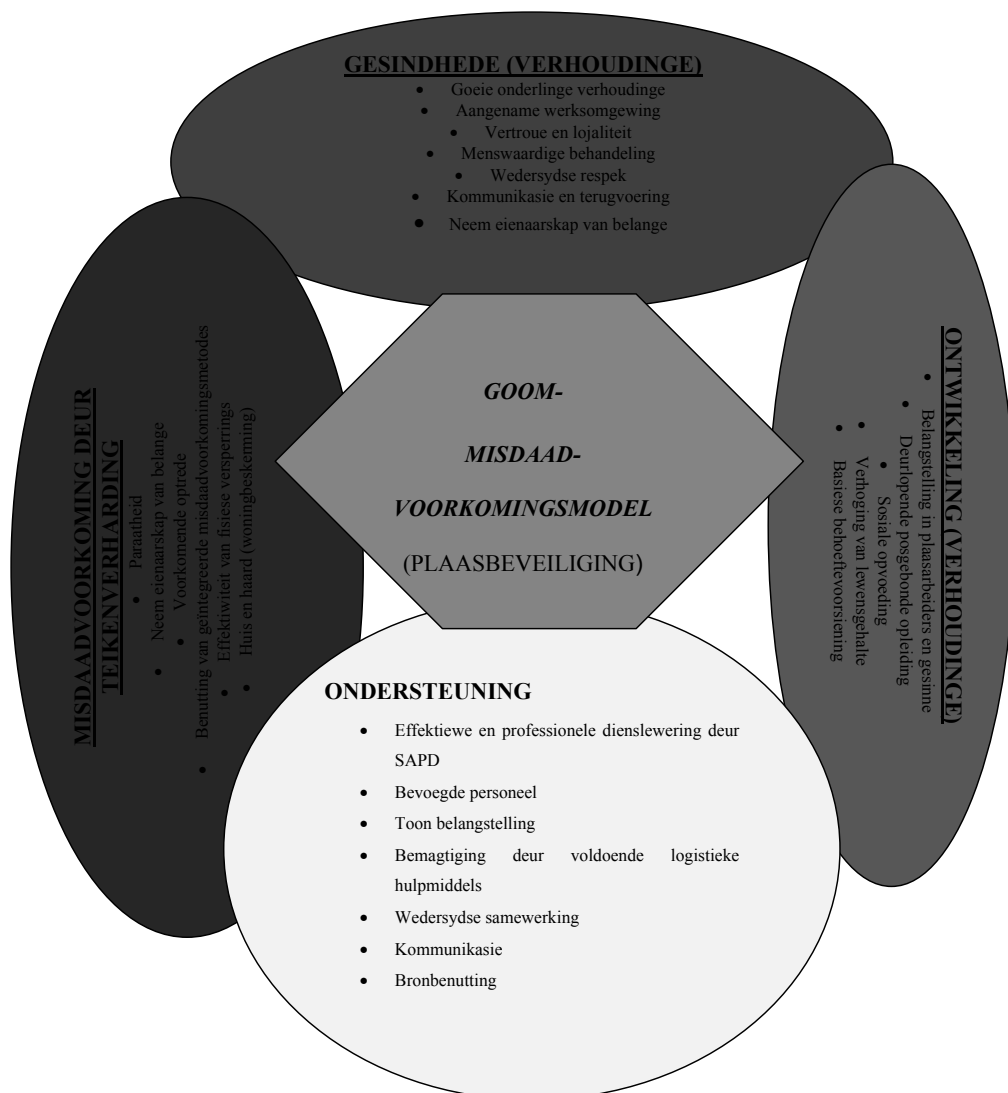 GESINDHEDE (VERHOUDINGE)
• Goeie onderlinge verhoudinge
• Aangename werksomgewing
• Vertroue en lojaliteit
• Menswaardige behandeling
• Wedersydse respek
• Kommunikasie en terugvoering
• Neem eienaarskap van belange
MISDAADVOORKOMING DEUR
TEIKENVERHARDING
• Paraatheid
• Neem eienaarskap van belange
• Voorkomende optrede
• Benutting van geïntegreerde misdaadvoorkomingsmetodes
• Effektiwiteit van fisiese versperrings
• Huis en haard (woningbeskerming)
GOOM-
MISDAAD-
VOORKOMINGSMODEL
(PLAASBEVEILIGING)
ONTWIKKELING (VERHOUDINGE)
• Belangstelling in plaasarbeiders en gesinne
• Deurlopende posgebonde opleiding
• Sosiale opvoeding
• Verhoging van lewensgehalte
• Basiese behoeftevoorsiening
ONDERSTEUNING
• Effektiewe en professionele dienslewering deur
SAPD
• Bevoegde personeel
• Toon belangstelling
• Bemagtiging deur voldoende logistieke
hulpmiddels
• Wedersydse samewerking
• Kommunikasie
• Bronbenutting